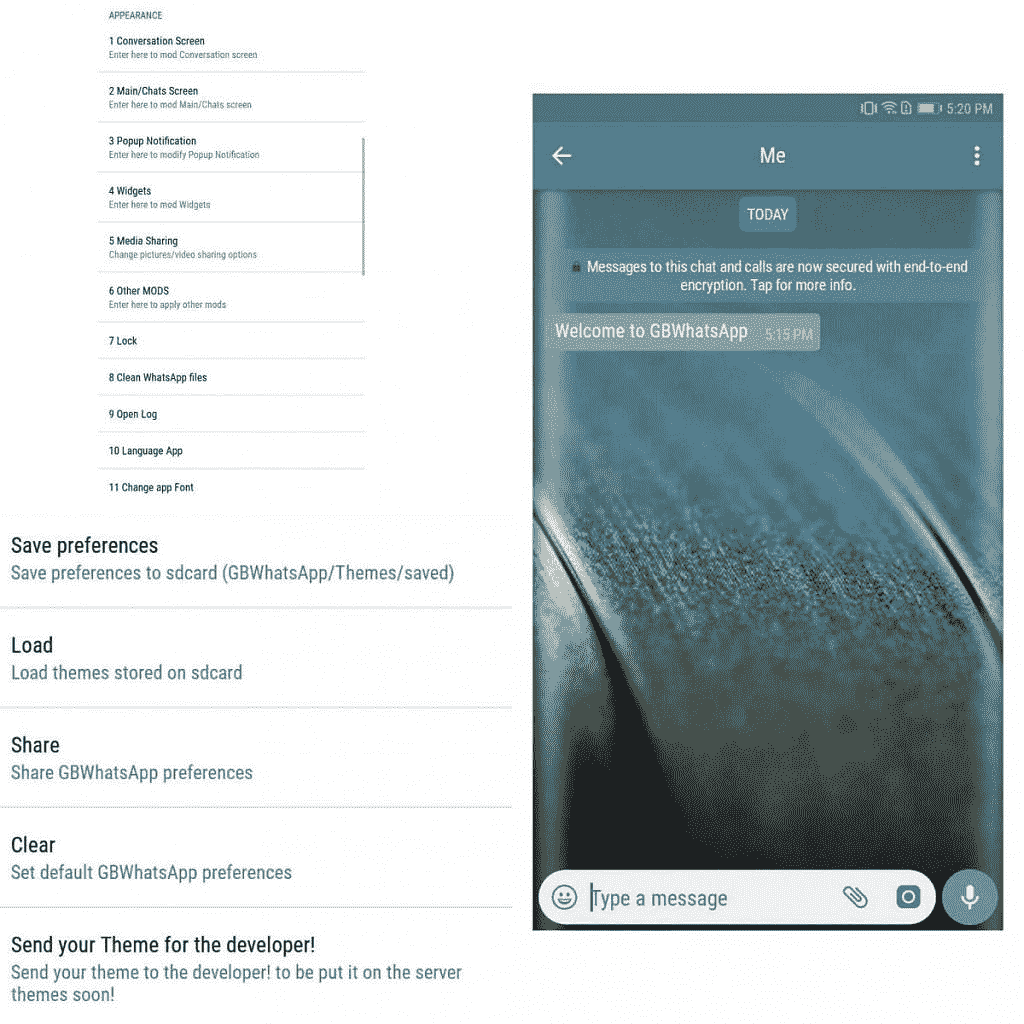 APPEARANCE
1 Conversation Screen
Enter here to mod Conversation screen
2 Main/Chats Screen
Enter here to mod Main/Chats screen
3 Popup Notification
Enter here to modify Popup Notification
4 Widgets
Enter here to mod Widgets
5 Media Sharing
Change pictures/video sharing options
6 Other MODS
Enter here to apply other mods
7 Lock
8 Clean WhatsApp files
9 Open Log
10 Language App
11 Change app Font
Save preferences
Save preferences to sdcard (GBWhatsApp/Themes/saved)
Load
Load themes stored on sdcard
Share
Share GBWhatsApp preferences
Clear
Set default GBWhatsApp preferences
Send your Theme for the developer!
Send your theme to the developer! to be put it on the server
themes soon!
5:20 PM
Me
TODAY
Messages to this chat and calls are now secured with end-to-end
encryption. Tap for more info.
Welcome to GBWhatsApp 5:15 PM
Type a message